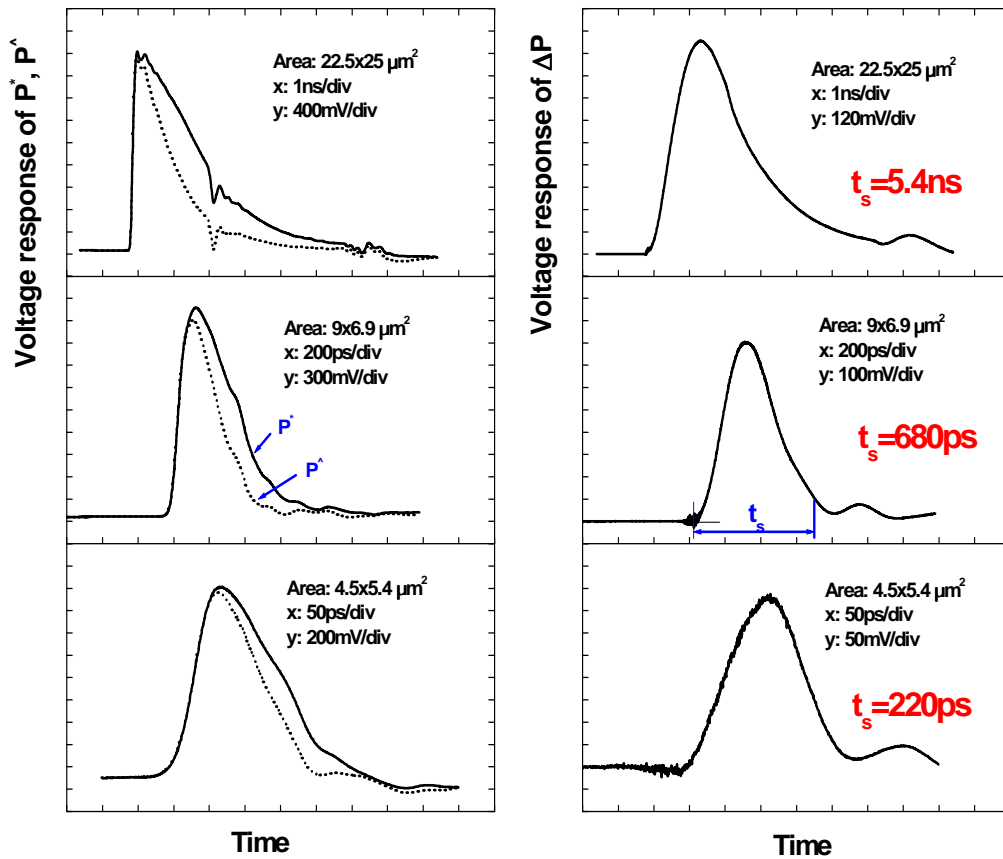 Voltage response of P*, P^
Area: 22.5x25 µm²
x: 1ns/div
y: 400mV/div
Area: 9x6.9 µm²
x: 200ps/div
y: 300mV/div
P*
P^
Area: 4.5x5.4 µm²
x: 50ps/div
y: 200mV/div
Time
Voltage response of ΔP
Area: 22.5x25 µm²
x: 1ns/div
y: 120mV/div
tₛ=5.4ns
Area: 9x6.9 µm²
x: 200ps/div
y: 100mV/div
tₛ=680ps
tₛ
Area: 4.5x5.4 µm²
x: 50ps/div
y: 50mV/div
tₛ=220ps
Time